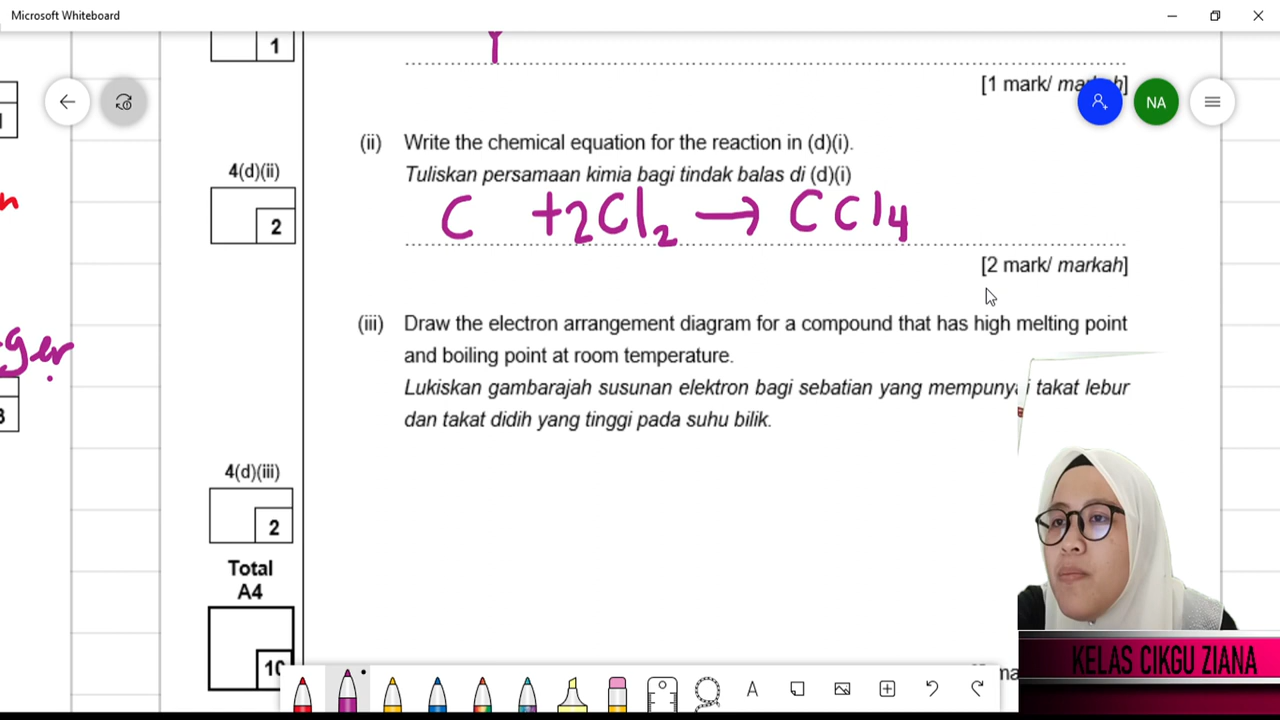 Microsoft Whiteboard
1
[1 mark/
NA
(ii) Write the chemical equation for the reaction in (d)(i).
4(d)(ii)
Tuliskan persamaan kimia bagi tindak balas di (d)(i)
2
C + 2Cl₂ → CCl₄
[2 mark/ markah]
(iii) Draw the electron arrangement diagram for a compound that has high melting point
and boiling point at room temperature.
ger
Lukiskan gambarajah susunan elektron bagi sebatian yang mempunyai takat lebur
dan takat didih yang tinggi pada suhu bilik.
4(d)(iii)
2
Total
A4
10
KELAS CIKGU ZIANA
A